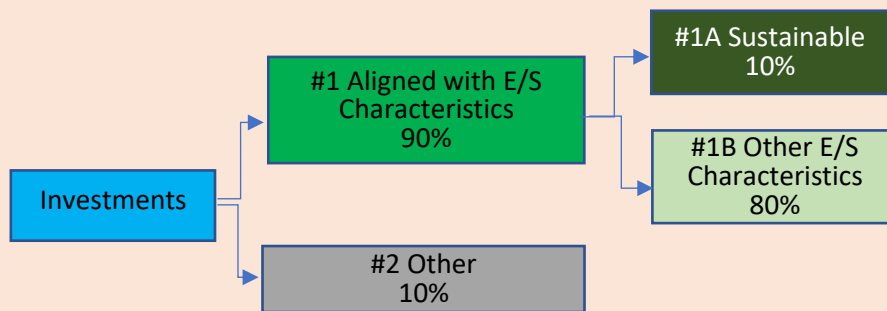 #1A Sustainable
10%
#1 Aligned with E/S
Characteristics
90%
#1B Other E/S
Characteristics
80%
Investments
#2 Other
10%